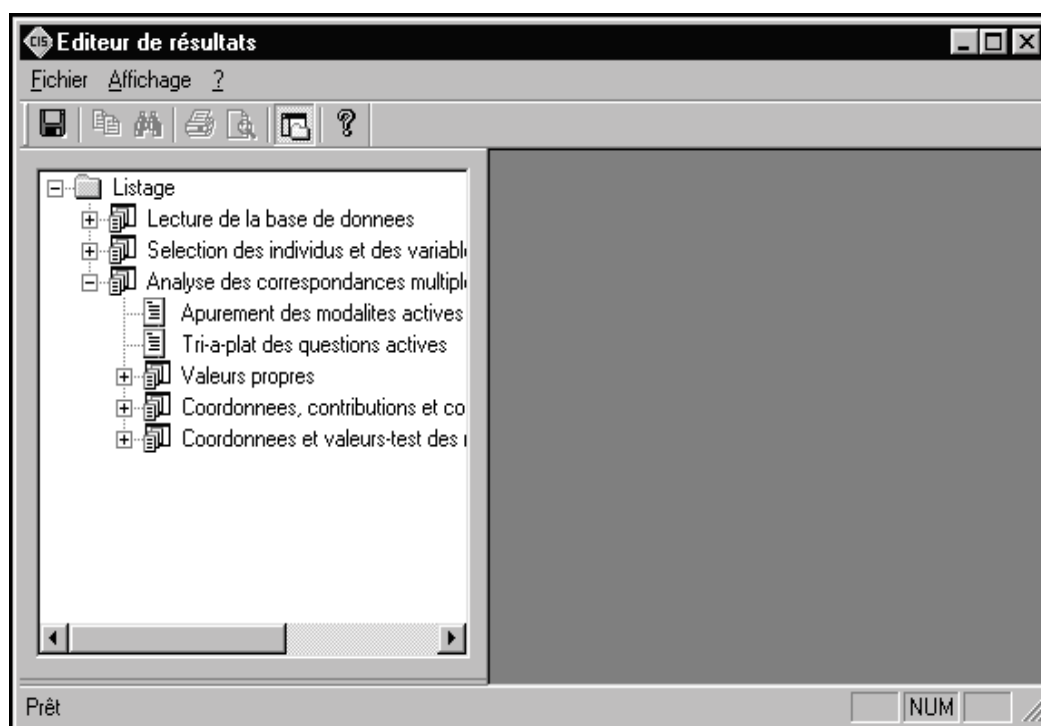 CIS Editeur de résultats
Fichier Affichage ?
Listage
Lecture de la base de donnees
Selection des individus et des variabl
Analyse des correspondances multipl
Apurement des modalites actives
Tri-a-plat des questions actives
Valeurs propres
Coordonnees, contributions et co
Coordonnees et valeurs-test des
Prêt NUM